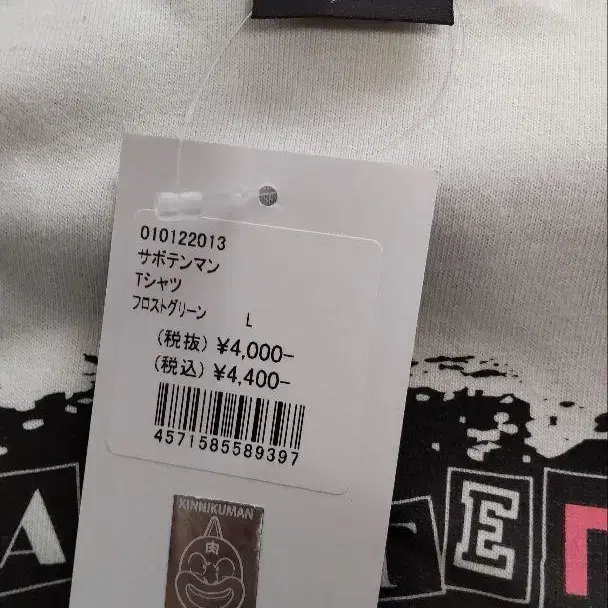 010122013
サボテンマン
Tシャツ
フロストグリーン L
(税抜) ¥4,000-
(税込) ¥4,400-
4571585589397
KINNIKUMAN
肉
A TE